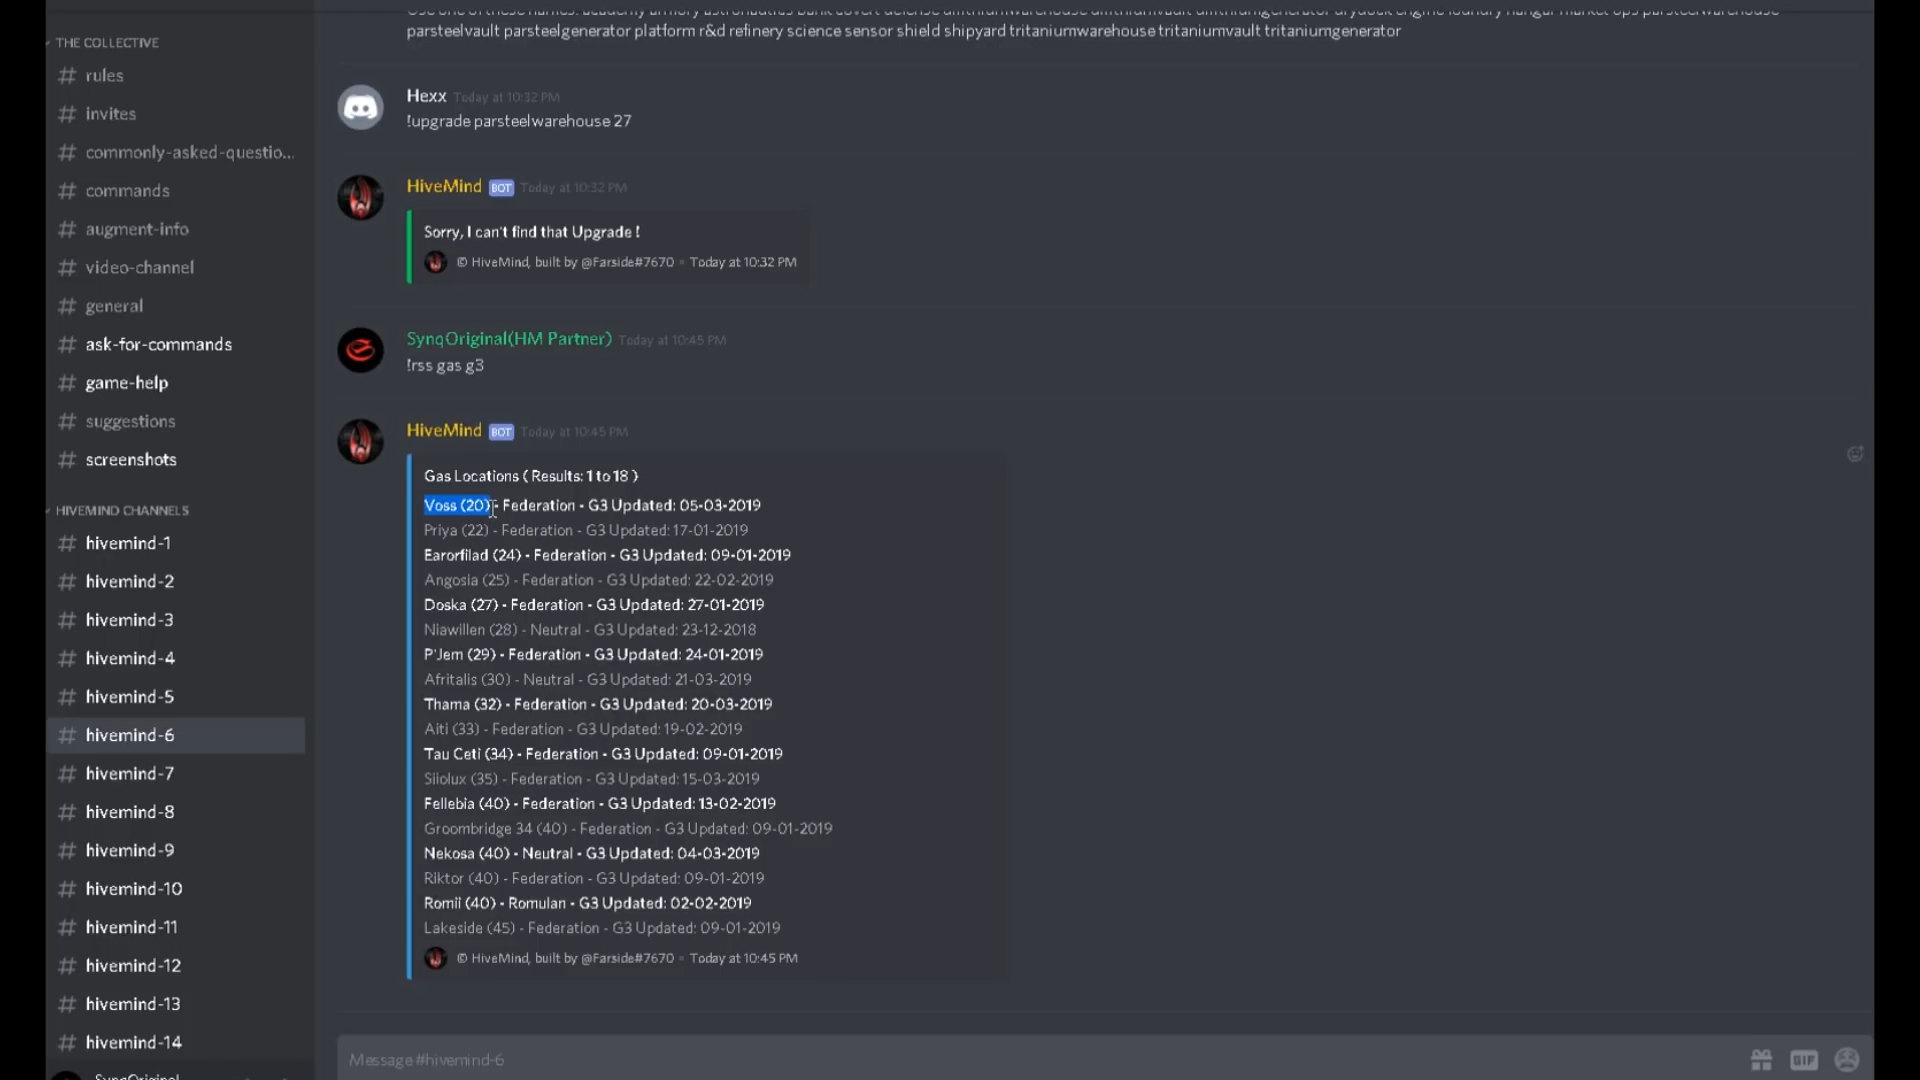 THE COLLECTIVE
# rules
# invites
# commonly-asked-questio...
# commands
# augment-info
# video-channel
# general
# ask-for-commands
# game-help
# suggestions
# screenshots
HIVEMIND CHANNELS
# hivemind-1
# hivemind-2
# hivemind-3
# hivemind-4
# hivemind-5
# hivemind-6
# hivemind-7
# hivemind-8
# hivemind-9
# hivemind-10
# hivemind-11
# hivemind-12
# hivemind-13
# hivemind-14
SynqOriginal
parsteelvault parsteelgenerator platform r&d refinery science sensor shield shipyard tritaniumwarehouse tritaniumvault tritaniumgenerator
Hexx Today at 10:32 PM
!upgrade parsteelwarehouse 27
HiveMind BOT Today at 10:32 PM
Sorry, I can't find that Upgrade !
© HiveMind, built by @Farside#7670 • Today at 10:32 PM
SynqOriginal(HM Partner) Today at 10:45 PM
!rss gas g3
HiveMind BOT Today at 10:45 PM
Gas Locations ( Results: 1 to 18 )
Voss (20) - Federation - G3 Updated: 05-03-2019
Priya (22) - Federation - G3 Updated: 17-01-2019
Earorfilad (24) - Federation - G3 Updated: 09-01-2019
Angosia (25) - Federation - G3 Updated: 22-02-2019
Doska (27) - Federation - G3 Updated: 27-01-2019
Niawillen (28) - Neutral - G3 Updated: 23-12-2018
P'Jem (29) - Federation - G3 Updated: 24-01-2019
Afritalis (30) - Neutral - G3 Updated: 21-03-2019
Thama (32) - Federation - G3 Updated: 20-03-2019
Aiti (33) - Federation - G3 Updated: 19-02-2019
Tau Ceti (34) - Federation - G3 Updated: 09-01-2019
Siiolux (35) - Federation - G3 Updated: 15-03-2019
Fellebia (40) - Federation - G3 Updated: 13-02-2019
Groombridge 34 (40) - Federation - G3 Updated: 09-01-2019
Nekosa (40) - Neutral - G3 Updated: 04-03-2019
Riktor (40) - Federation - G3 Updated: 09-01-2019
Romii (40) - Romulan - G3 Updated: 02-02-2019
Lakeside (45) - Federation - G3 Updated: 09-01-2019
© HiveMind, built by @Farside#7670 • Today at 10:45 PM
Message #hivemind-6
GIF